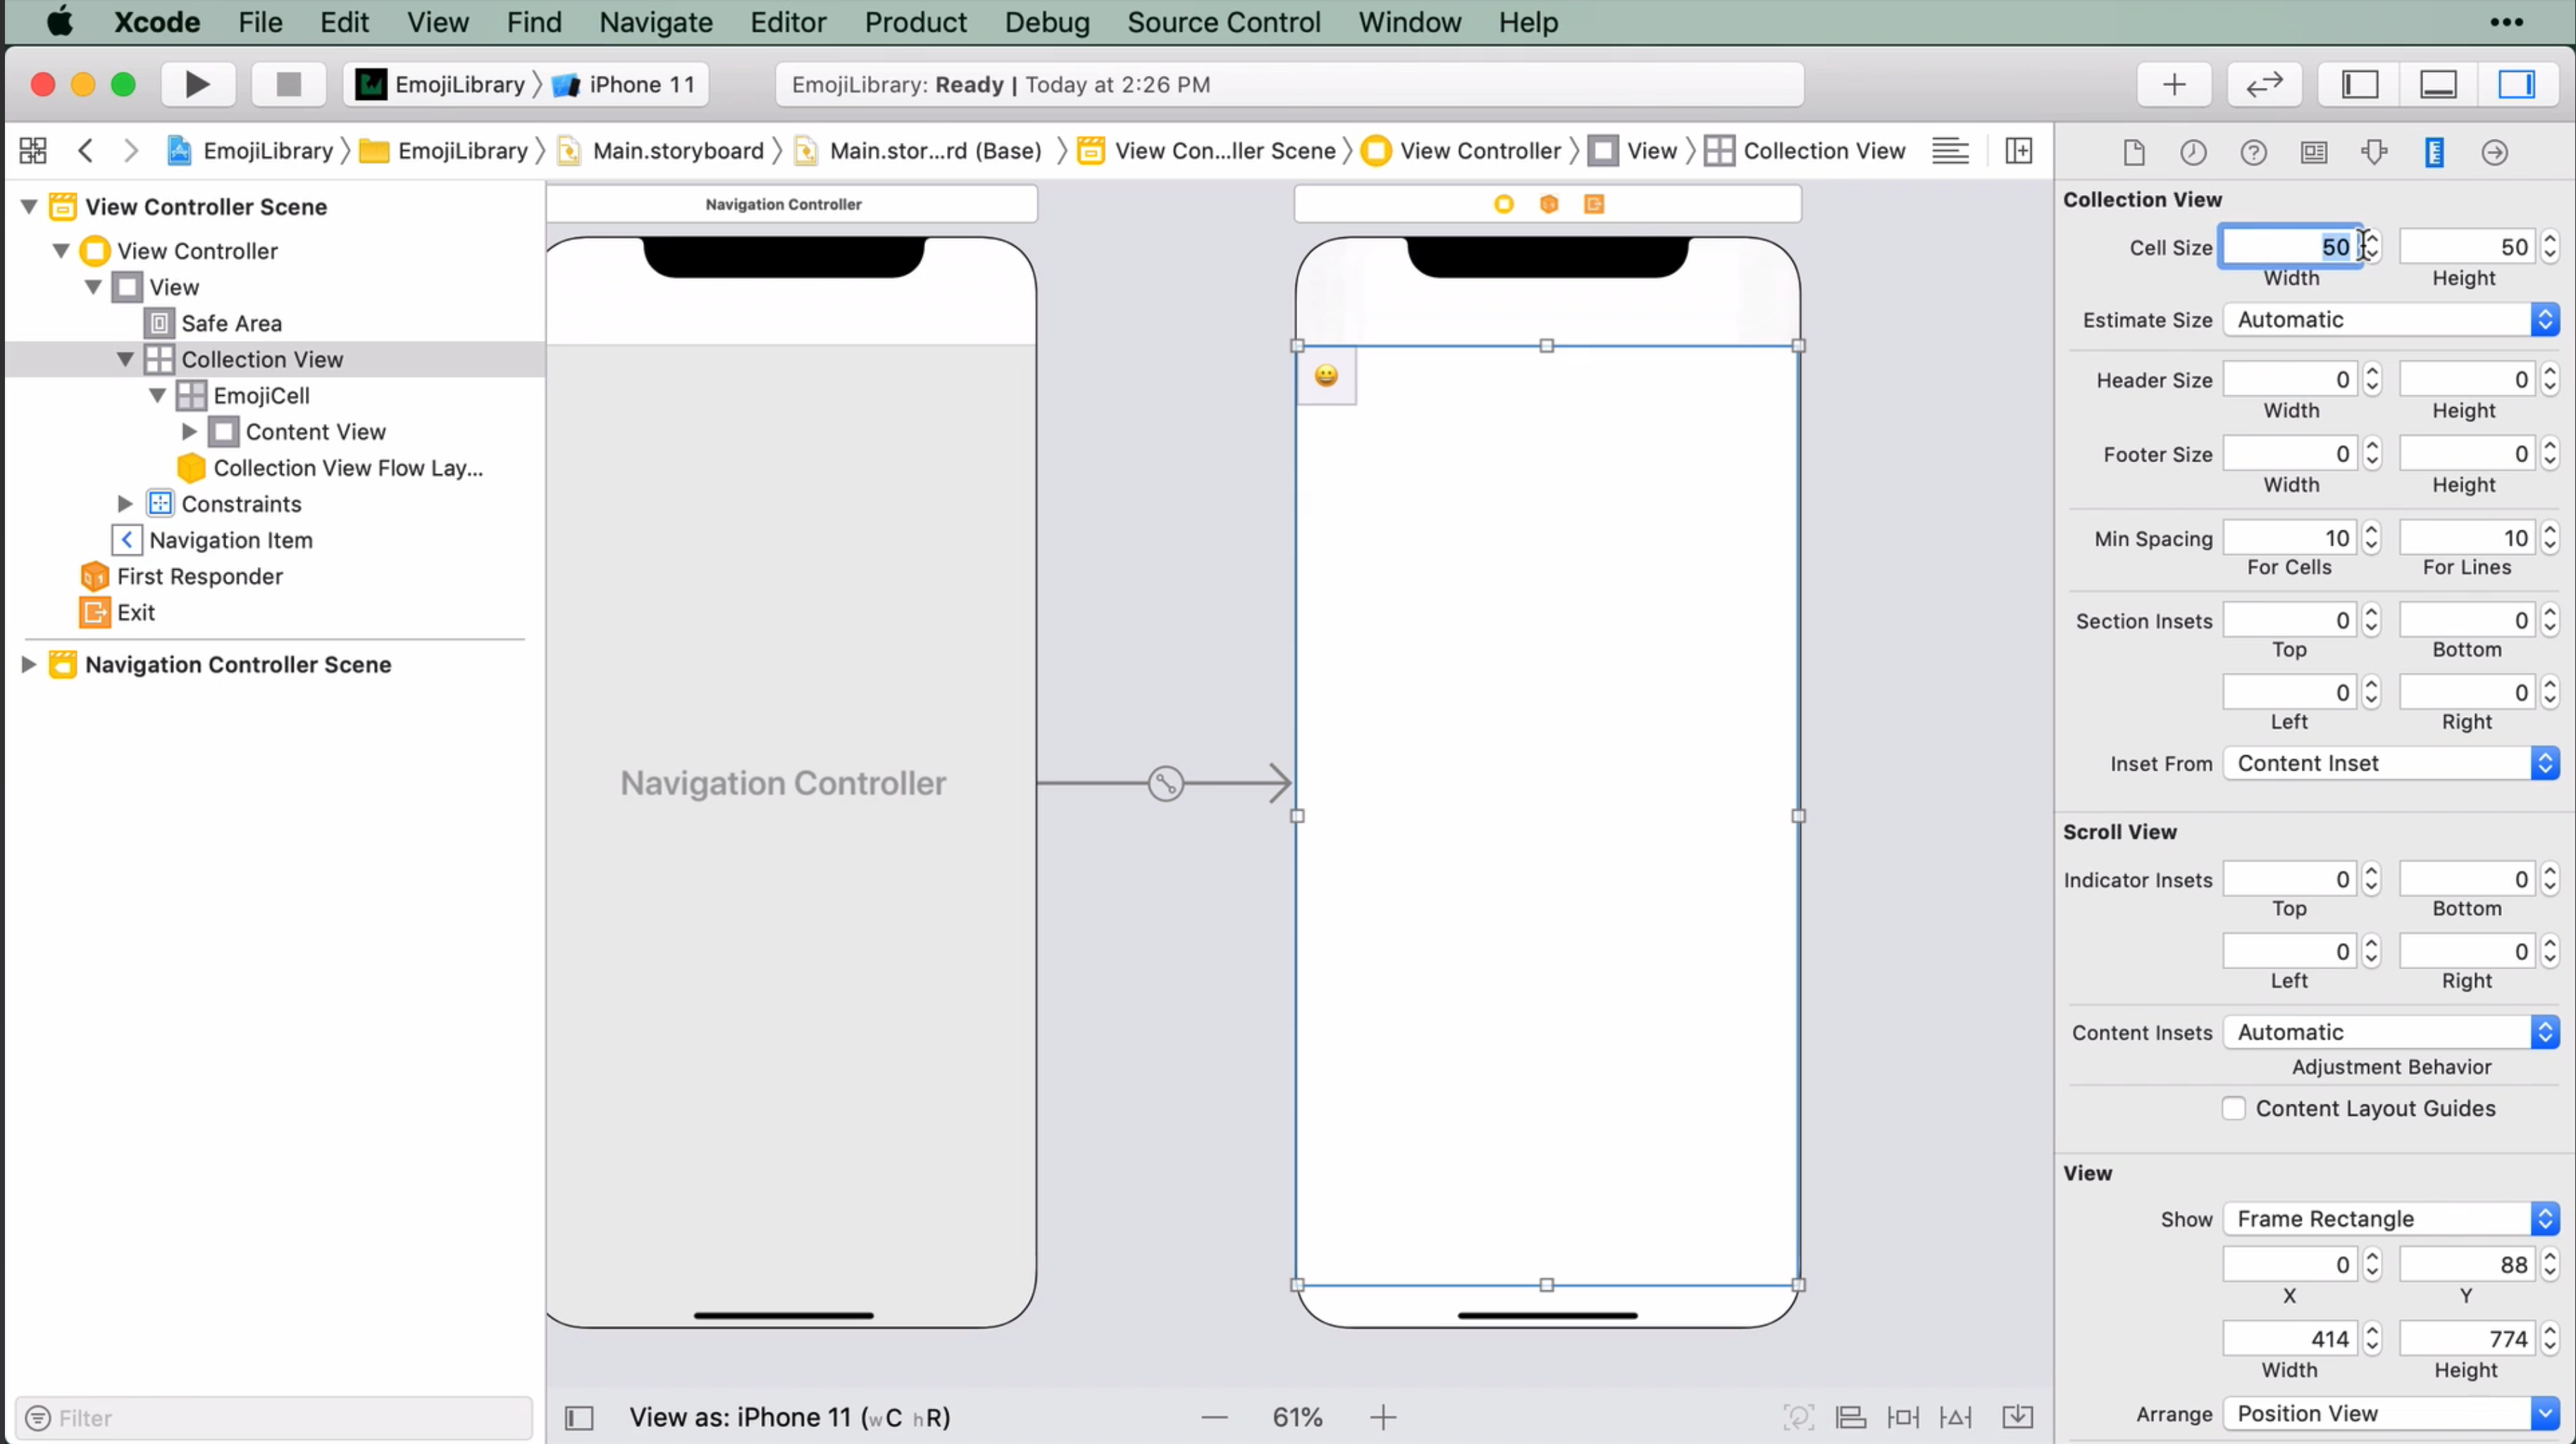 Xcode File Edit View Find Navigate Editor Product Debug Source Control Window Help
EmojiLibrary iPhone 11
EmojiLibrary: Ready | Today at 2:26 PM
EmojiLibrary EmojiLibrary Main.storyboard Main.stor...rd (Base) View Con...ller Scene View Controller View Collection View
View Controller Scene
View Controller
View
Safe Area
Collection View
EmojiCell
Content View
Collection View Flow Lay...
Constraints
Navigation Item
First Responder
Exit
Navigation Controller Scene
Filter
Navigation Controller
Navigation Controller
View as: iPhone 11 (wC hR)
61%
Collection View
Cell Size 50 50
Width Height
Estimate Size Automatic
Header Size 0 0
Width Height
Footer Size 0 0
Width Height
Min Spacing 10 10
For Cells For Lines
Section Insets 0 0
Top Bottom
0 0
Left Right
Inset From Content Inset
Scroll View
Indicator Insets 0 0
Top Bottom
0 0
Left Right
Content Insets Automatic
Adjustment Behavior
Content Layout Guides
View
Show Frame Rectangle
0 88
X Y
414 774
Width Height
Arrange Position View